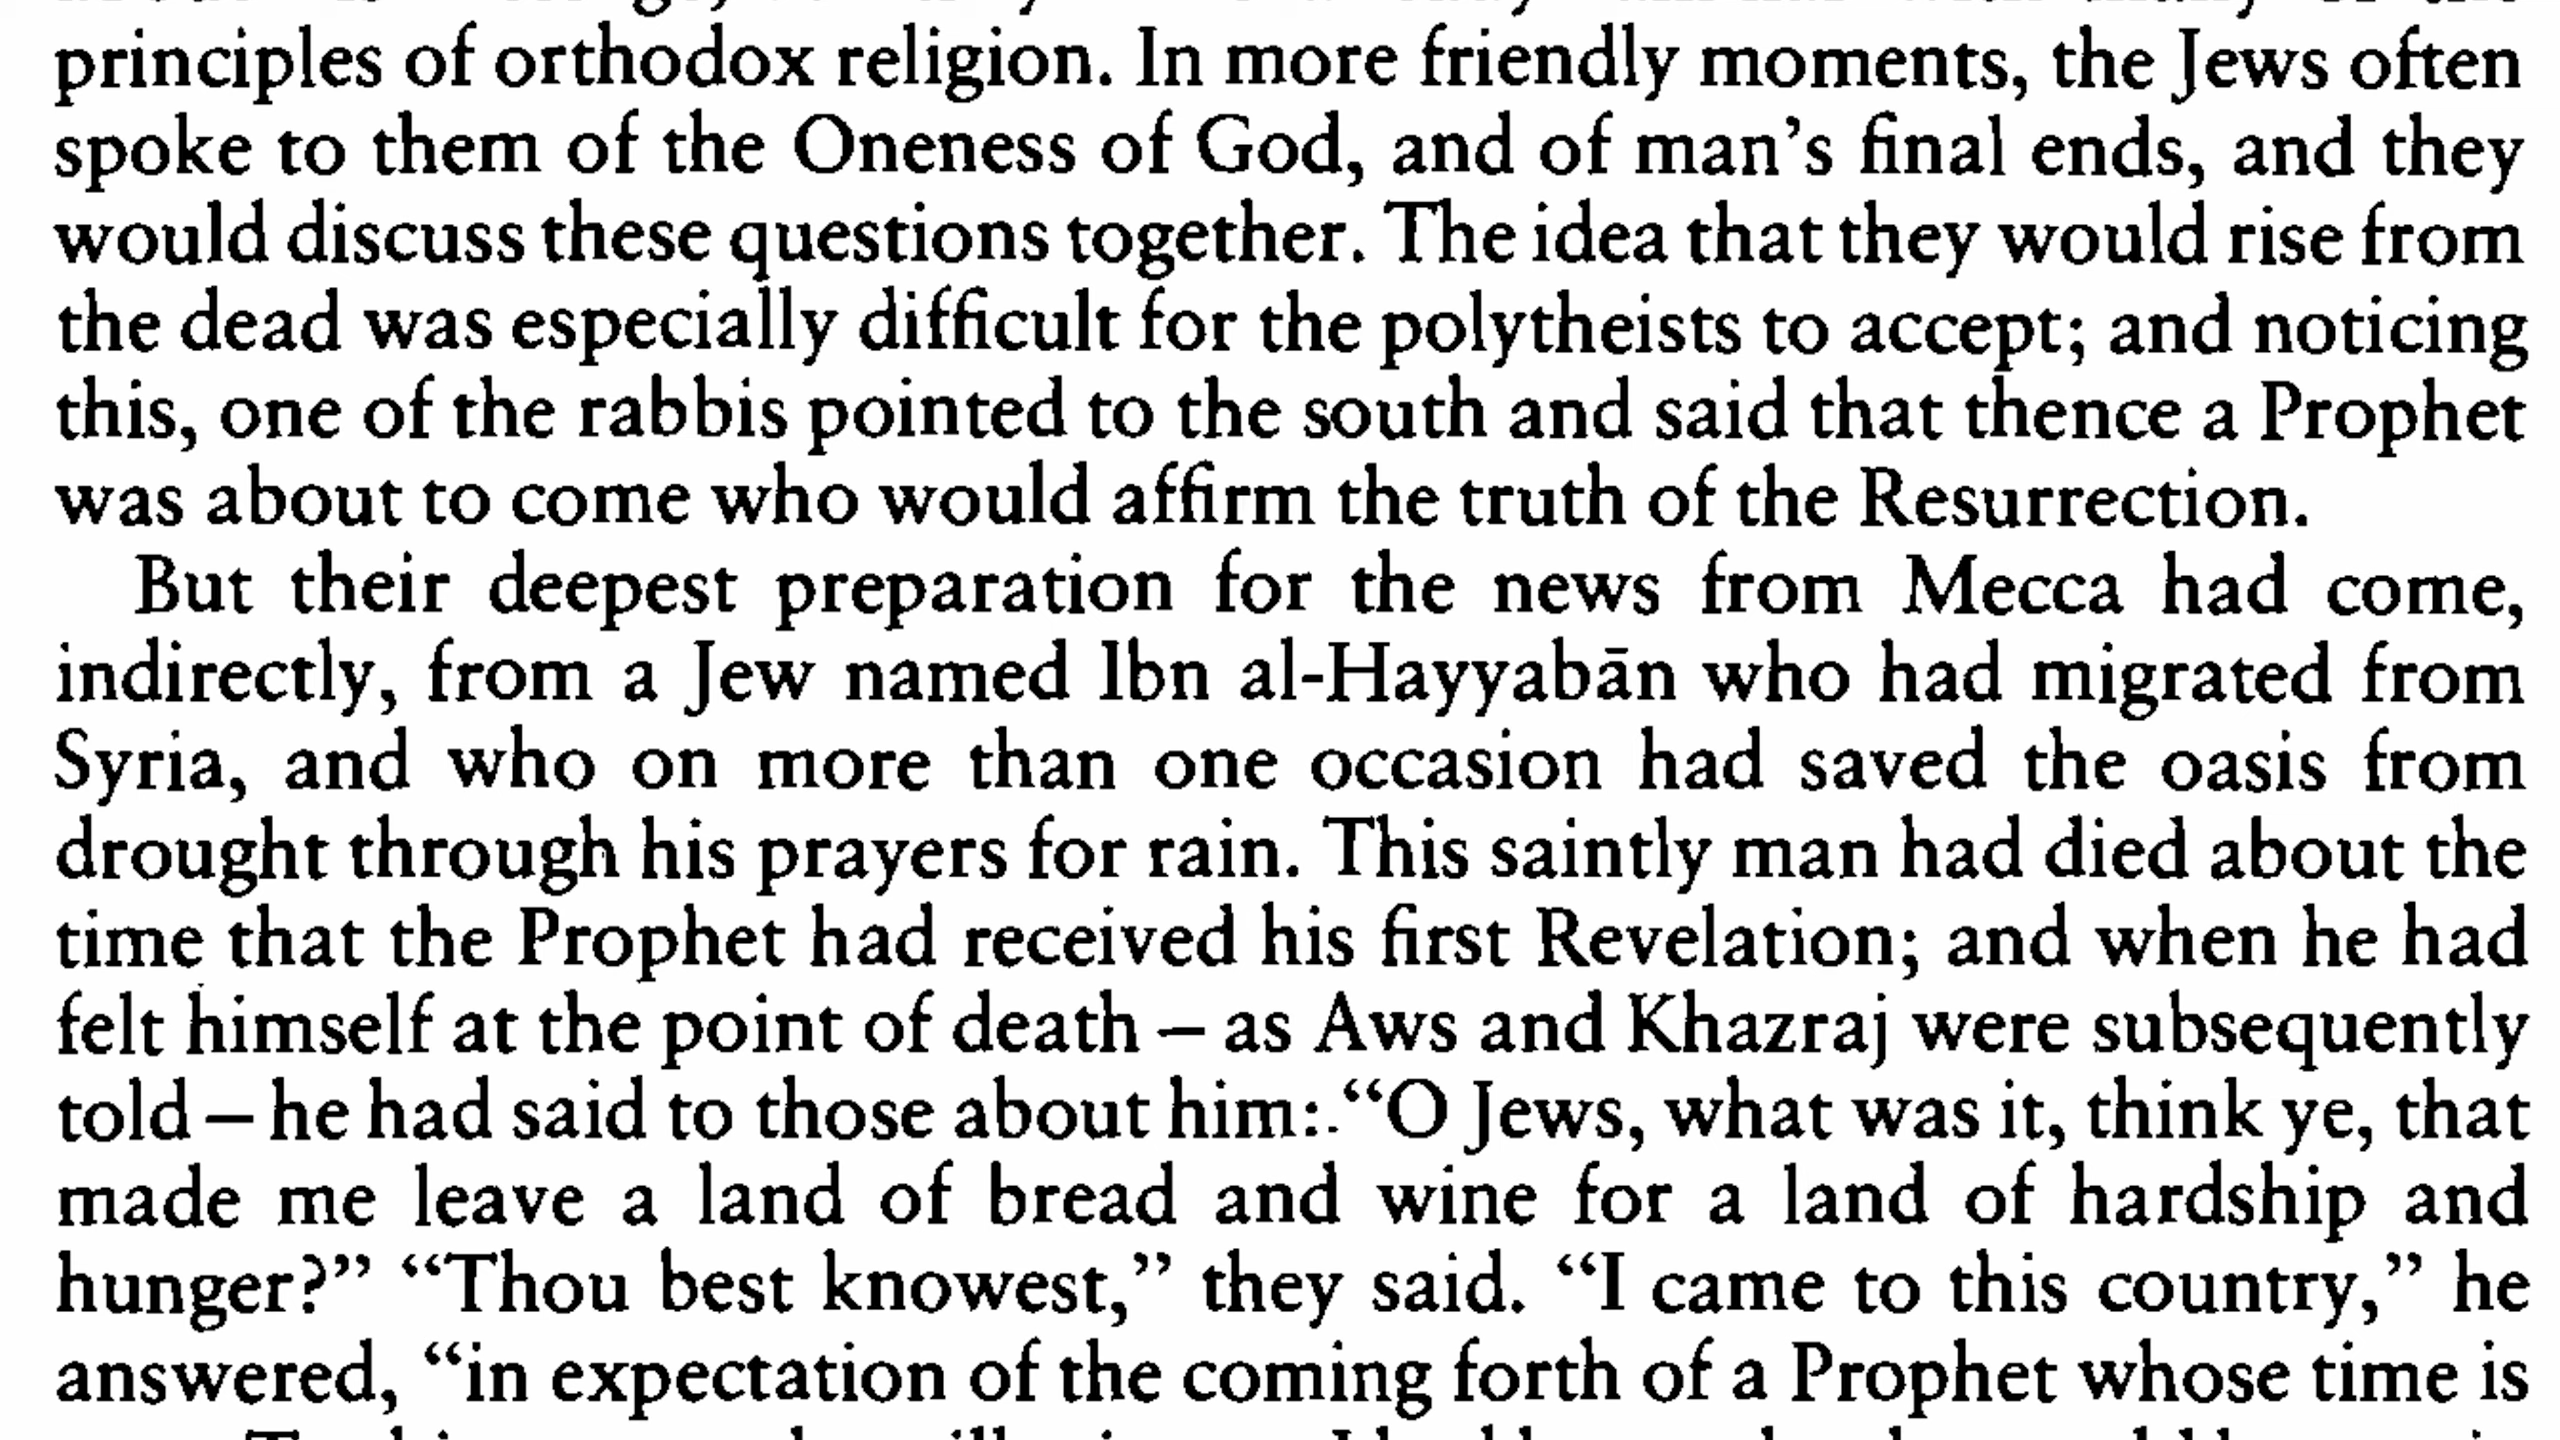 principles of orthodox religion. In more friendly moments, the Jews often
spoke to them of the Oneness of God, and of man's final ends, and they
would discuss these questions together. The idea that they would rise from
the dead was especially difficult for the polytheists to accept; and noticing
this, one of the rabbis pointed to the south and said that thence a Prophet
was about to come who would affirm the truth of the Resurrection.
But their deepest preparation for the news from Mecca had come,
indirectly, from a Jew named Ibn al-Hayyabān who had migrated from
Syria, and who on more than one occasion had saved the oasis from
drought through his prayers for rain. This saintly man had died about the
time that the Prophet had received his first Revelation; and when he had
felt himself at the point of death – as Aws and Khazraj were subsequently
told – he had said to those about him: “O Jews, what was it, think ye, that
made me leave a land of bread and wine for a land of hardship and
hunger?” “Thou best knowest,” they said. “I came to this country,” he
answered, “in expectation of the coming forth of a Prophet whose time is